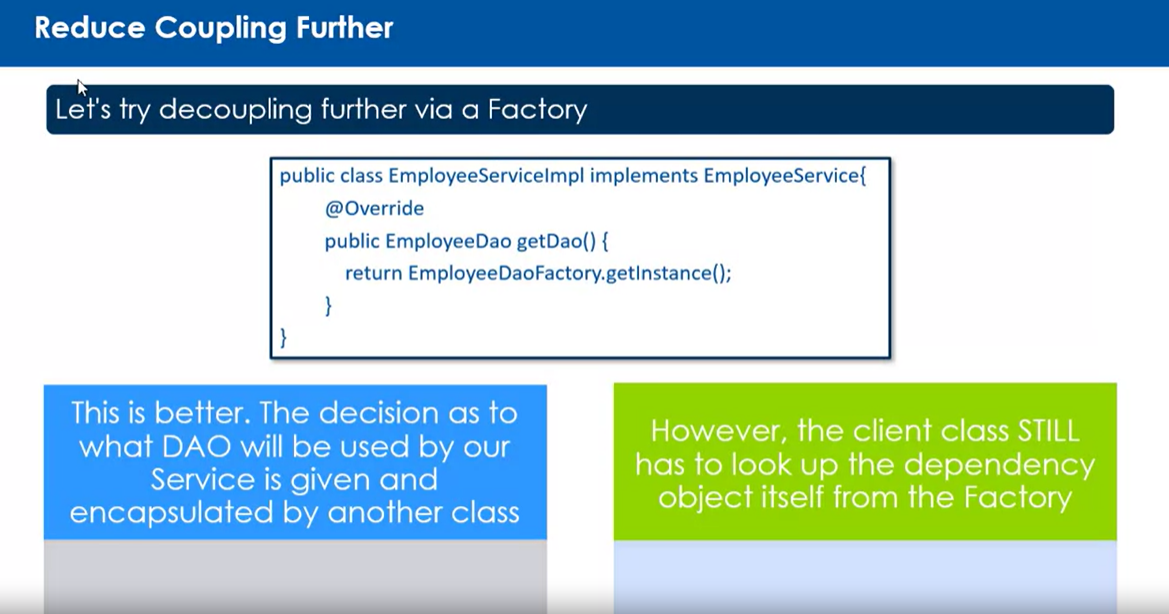 Reduce Coupling Further
Let's try decoupling further via a Factory
public class EmployeeServiceImpl implements EmployeeService{
@Override
public EmployeeDao getDao() {
return EmployeeDaoFactory.getInstance();
}
}
This is better. The decision as to
what DAO will be used by our
Service is given and
encapsulated by another class
However, the client class STILL
has to look up the dependency
object itself from the Factory